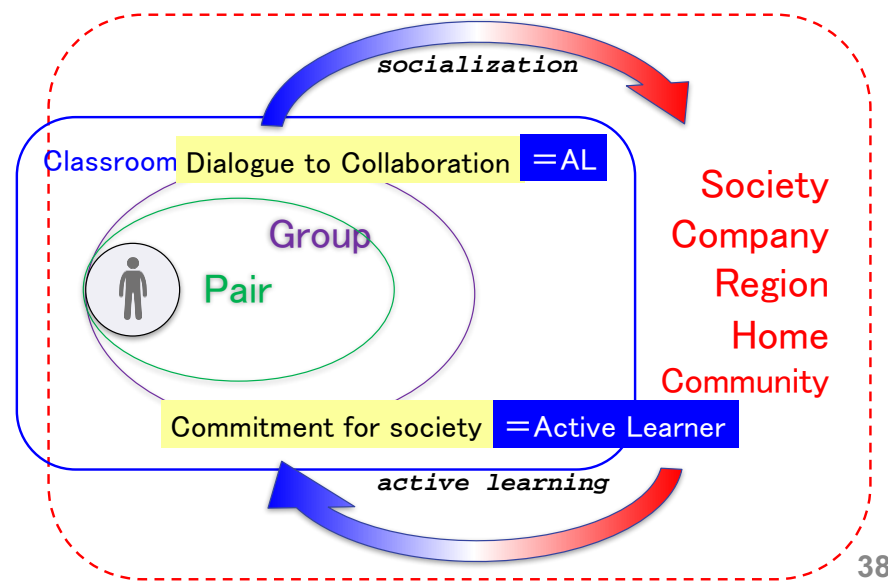 socialization
Classroom
Dialogue to Collaboration
＝AL
Society
Company
Region
Home
Community
Group
Pair
Commitment for society
＝Active Learner
active learning
38